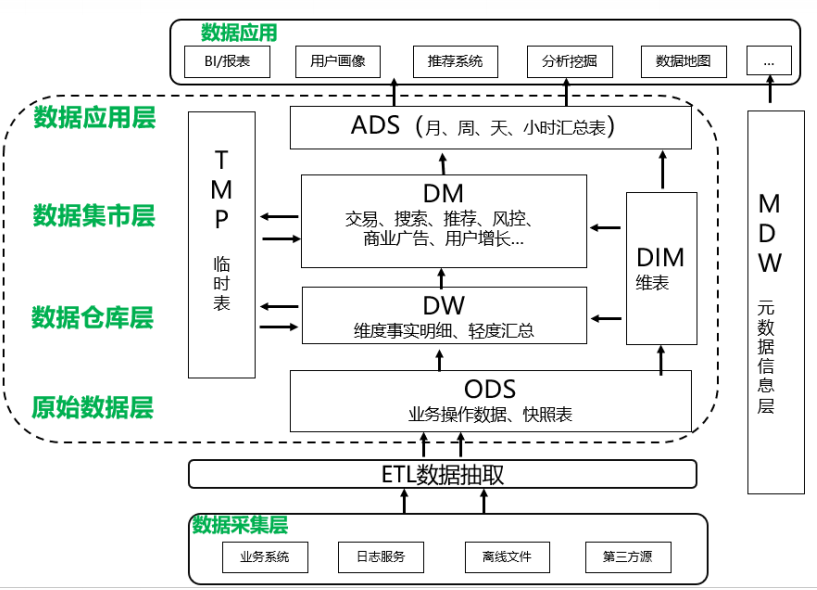 数据应用
BI/报表
用户画像
推荐系统
分析挖掘
数据地图
...
数据应用层
ADS（月、周、天、小时汇总表）
TMP
临时表
数据集市层
DM
交易、搜索、推荐、风控、
商业广告、用户增长...
DIM
维表
MDW
元数据信息层
数据仓库层
DW
维度事实明细、轻度汇总
原始数据层
ODS
业务操作数据、快照表
ETL数据抽取
数据采集层
业务系统
日志服务
离线文件
第三方源